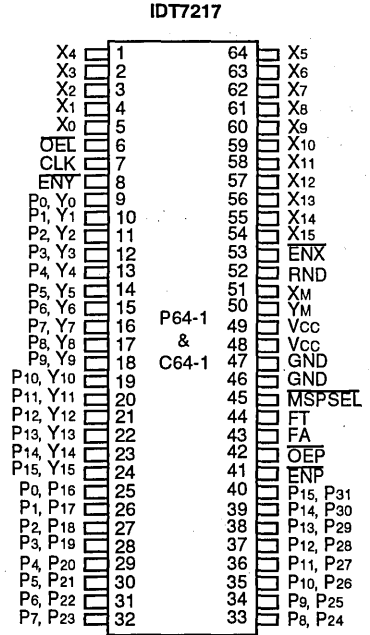 IDT7217
X4 1 64 X5
X3 2 63 X6
X2 3 62 X7
X1 4 61 X8
X0 5 60 X9
OEL 6 59 X10
CLK 7 58 X11
ENY 8 57 X12
P0, Y0 9 56 X13
P1, Y1 10 55 X14
P2, Y2 11 54 X15
P3, Y3 12 53 ENX
P4, Y4 13 52 RND
P5, Y5 14 51 XM
P6, Y6 15 50 YM
P7, Y7 16 P64-1 49 VCC
P8, Y8 17 & 48 VCC
P9, Y9 18 C64-1 47 GND
P10, Y10 19 46 GND
P11, Y11 20 45 MSPSEL
P12, Y12 21 44 FT
P13, Y13 22 43 FA
P14, Y14 23 42 OEP
P15, Y15 24 41 ENP
P0, P16 25 40 P15, P31
P1, P17 26 39 P14, P30
P2, P18 27 38 P13, P29
P3, P19 28 37 P12, P28
P4, P20 29 36 P11, P27
P5, P21 30 35 P10, P26
P6, P22 31 34 P9, P25
P7, P23 32 33 P8, P24